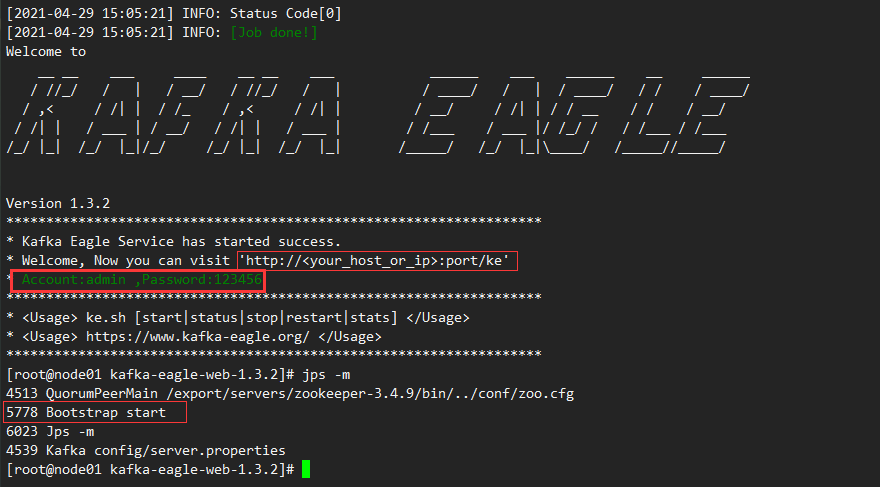 [2021-04-29 15:05:21] INFO: Status Code[0]
[2021-04-29 15:05:21] INFO: [Job done!]
Welcome to
KAFKA EAGLE
Version 1.3.2
*******************************************************************
* Kafka Eagle Service has started success.
* Welcome, Now you can visit 'http://<your_host_or_ip>:port/ke'
* Account:admin ,Password:123456
*******************************************************************
* <Usage> ke.sh [start|status|stop|restart|stats] </Usage>
* <Usage> https://www.kafka-eagle.org/ </Usage>
*******************************************************************
[root@node01 kafka-eagle-web-1.3.2]# jps -m
4513 QuorumPeerMain /export/servers/zookeeper-3.4.9/bin/../conf/zoo.cfg
5778 Bootstrap start
6023 Jps -m
4539 Kafka config/server.properties
[root@node01 kafka-eagle-web-1.3.2]#